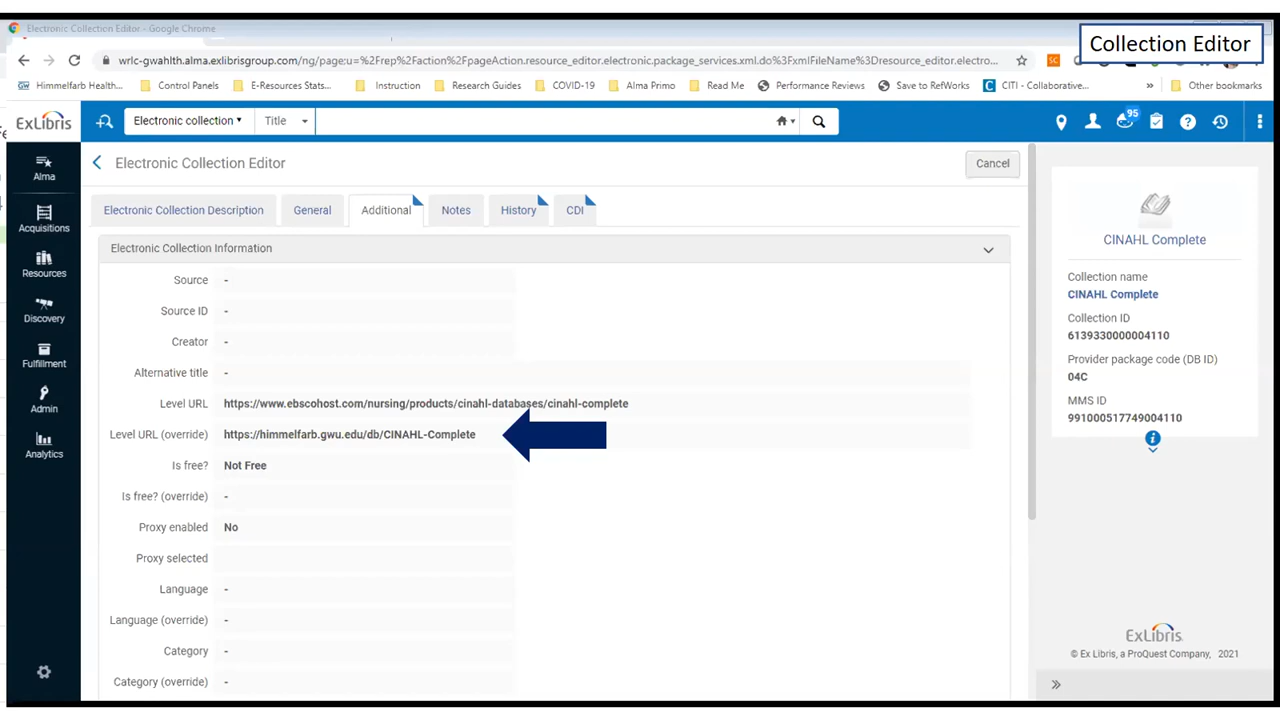 Electronic Collection Editor - Google Chrome
Collection Editor
wrlc-gwahlth.alma.exlibrisgroup.com/ng/page;u=%2Frep%2Faction%2FpageAction.resource_editor.electronic.package_services.xml.do%3FxmlFileName%3Dresource_editor.electro...
SC
GW Himmelfarb Health... Control Panels E-Resources Stats... Instruction Research Guides COVID-19 Alma Primo Read Me Performance Reviews Save to RefWorks C CITI - Collaborative... » Other bookmarks
ExLibris Electronic collection Title 95
Alma
Acquisitions
Resources
Discovery
Fulfillment
Admin
Analytics
Electronic Collection Editor Cancel
Electronic Collection Description General Additional Notes History CDI
Electronic Collection Information
Source -
Source ID -
Creator -
Alternative title -
Level URL https://www.ebscohost.com/nursing/products/cinahl-databases/cinahl-complete
Level URL (override) https://himmelfarb.gwu.edu/db/CINAHL-Complete
Is free? Not Free
Is free? (override) -
Proxy enabled No
Proxy selected
Language -
Language (override) -
Category -
Category (override) -
CINAHL Complete
Collection name
CINAHL Complete
Collection ID
6139330000004110
Provider package code (DB ID)
04C
MMS ID
991000517749004110
ExLibris
© Ex Libris, a ProQuest Company, 2021